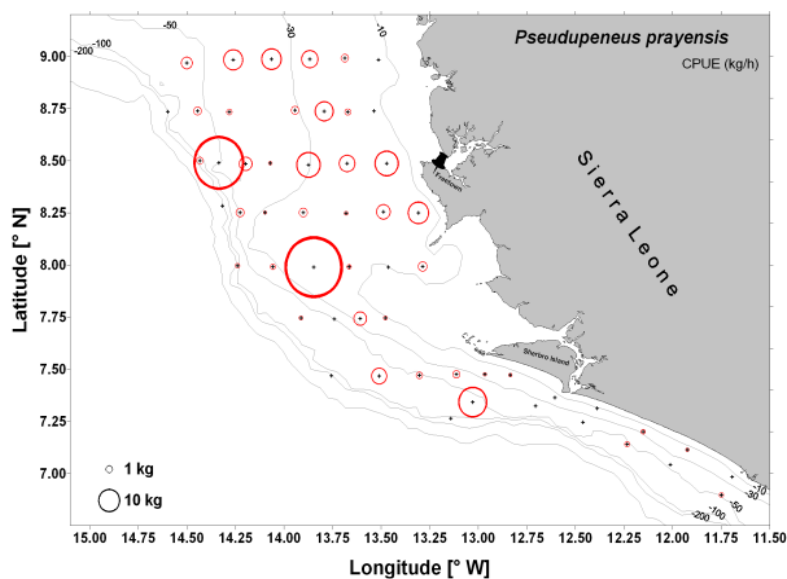 Pseudupeneus prayensis
CPUE (kg/h)
-200
-100
-50
-30
-10
9.00
8.75
8.50
8.25
8.00
7.75
7.50
7.25
7.00
Latitude [° N]
Freetown
Sierra Leone
Sherbro Island
1 kg
10 kg
-10
-30
-50
-100
-200
15.00 14.75 14.50 14.25 14.00 13.75 13.50 13.25 13.00 12.75 12.50 12.25 12.00 11.75 11.50
Longitude [° W]